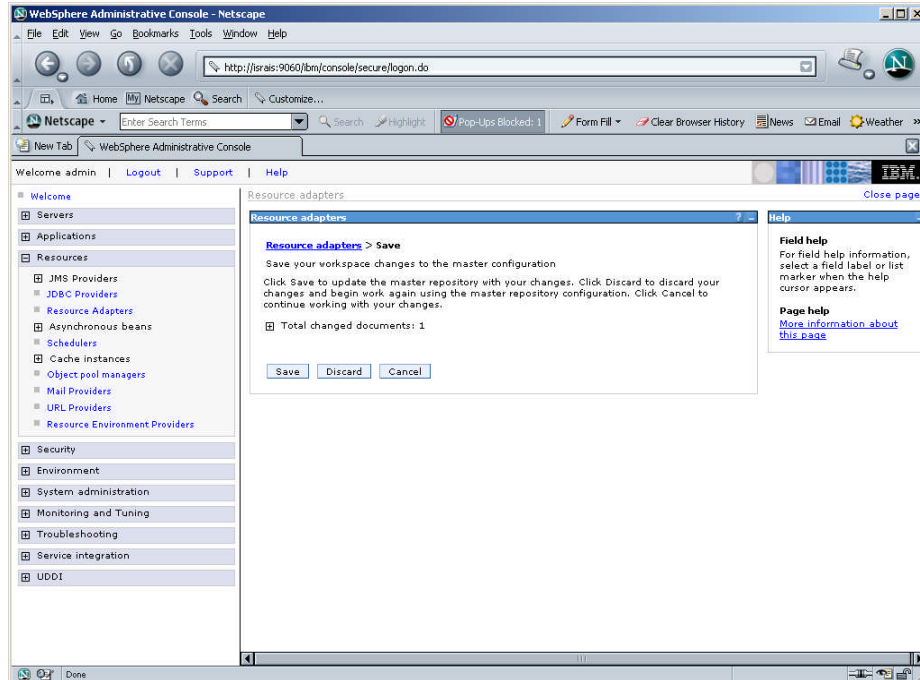 WebSphere Administrative Console - Netscape
File Edit View Go Bookmarks Tools Window Help
http://israis:9060/ibm/console/secure/logon.do
Home My Netscape Search Customize...
Netscape Enter Search Terms Search Highlight Pop-Ups Blocked: 1 Form Fill Clear Browser History News Email Weather »
New Tab WebSphere Administrative Console
Welcome admin | Logout | Support | Help IBM.
Welcome
Servers
Applications
Resources
JMS Providers
JDBC Providers
Resource Adapters
Asynchronous beans
Schedulers
Cache instances
Object pool managers
Mail Providers
URL Providers
Resource Environment Providers
Security
Environment
System administration
Monitoring and Tuning
Troubleshooting
Service integration
UDDI
Resource adapters Close page
Resource adapters ? -
Resource adapters > Save
Save your workspace changes to the master configuration
Click Save to update the master repository with your changes. Click Discard to discard your
changes and begin work again using the master repository configuration. Click Cancel to
continue working with your changes.
Total changed documents: 1
Save Discard Cancel
Help
Field help
For field help information,
select a field label or list
marker when the help
cursor appears.
Page help
More information about
this page
Done